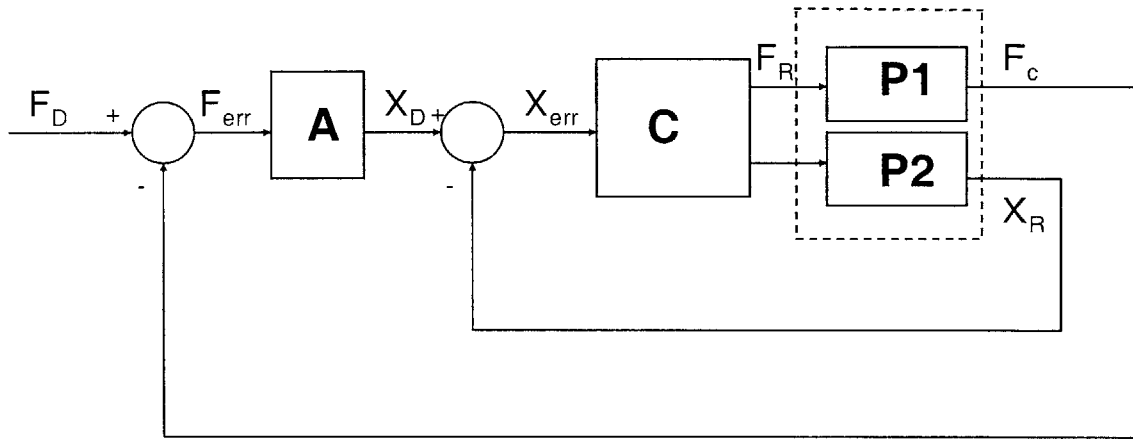 F_D + F_err A X_D + X_err C F_R P1 F_c
- - P2 X_R